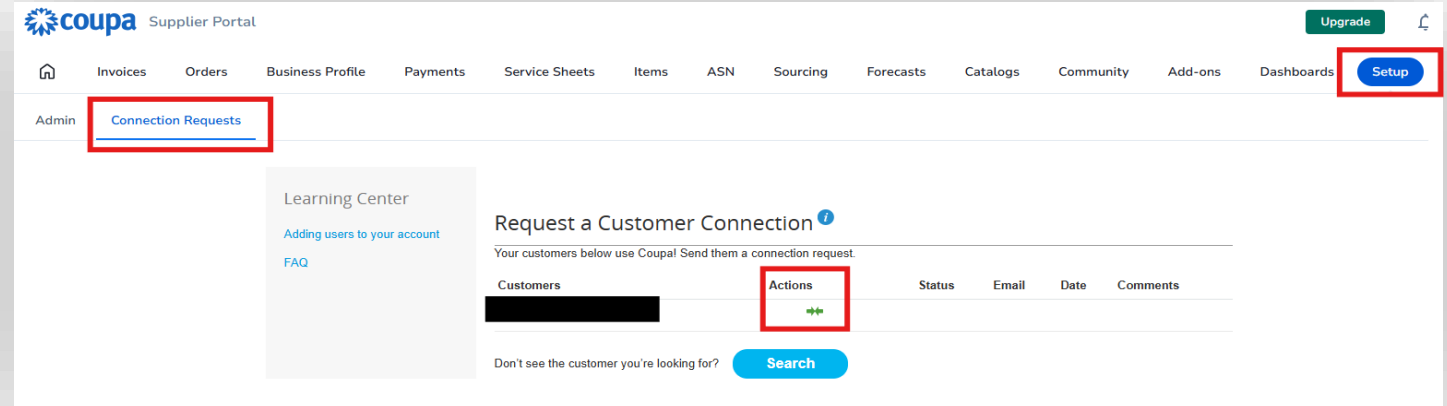 coupa Supplier Portal Upgrade
Invoices Orders Business Profile Payments Service Sheets Items ASN Sourcing Forecasts Catalogs Community Add-ons Dashboards Setup
Admin Connection Requests
Learning Center
Adding users to your account
FAQ
Request a Customer Connection i
Your customers below use Coupa! Send them a connection request.
Customers Actions Status Email Date Comments
Don't see the customer you're looking for? Search